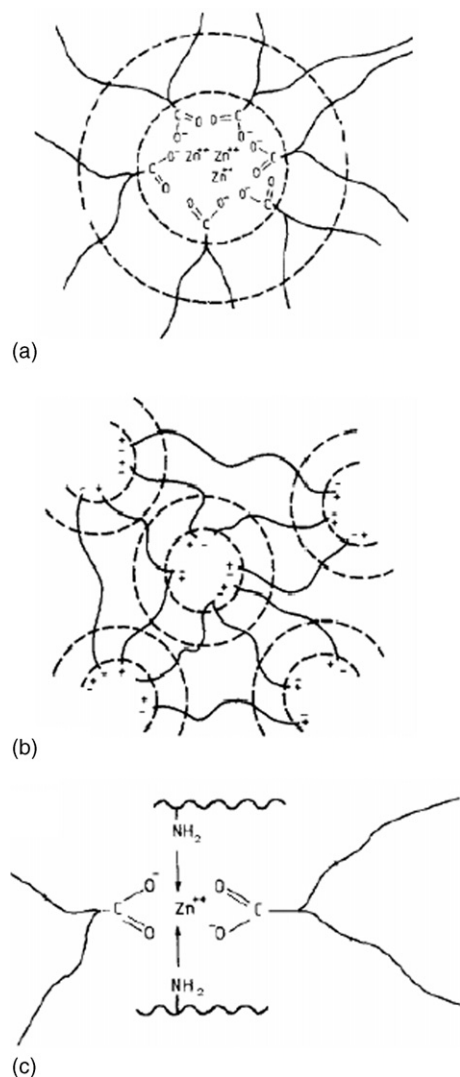 C O O C
O⁻ O⁻
O⁻ Zn⁺⁺ Zn⁺⁺ O⁻
C Zn⁺⁺ C
O O O
O O⁻ O⁻ C
C
(a)
(b)
NH₂
O⁻ O
C Zn⁺⁺ C
O ⁻O
NH₂
(c)